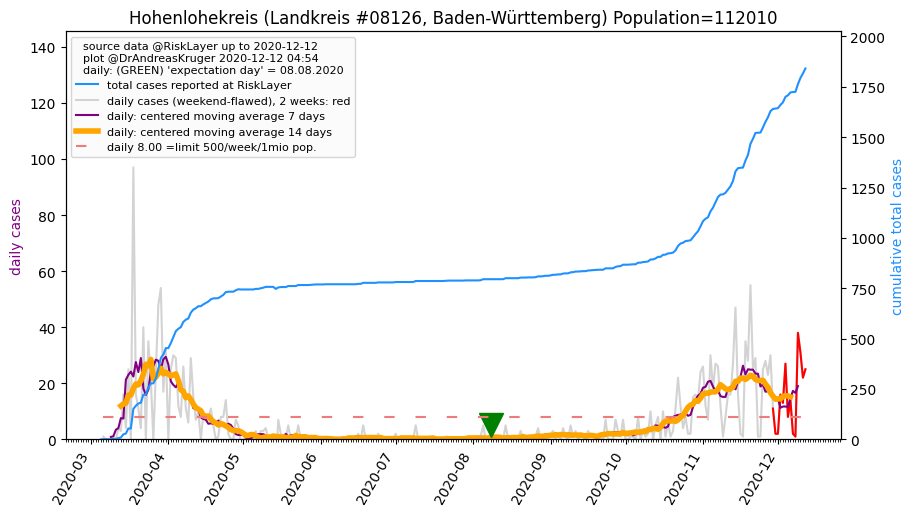 Hohenlohekreis (Landkreis #08126, Baden-Württemberg) Population=112010
source data @RiskLayer up to 2020-12-12
plot @DrAndreasKruger 2020-12-12 04:54
daily: (GREEN) 'expectation day' = 08.08.2020
total cases reported at RiskLayer
daily cases (weekend-flawed), 2 weeks: red
daily: centered moving average 7 days
daily: centered moving average 14 days
daily 8.00 =limit 500/week/1mio pop.
daily cases
140
120
100
80
60
40
20
0
cumulative total cases
2000
1750
1500
1250
1000
750
500
250
0
2020-03
2020-04
2020-05
2020-06
2020-07
2020-08
2020-09
2020-10
2020-11
2020-12